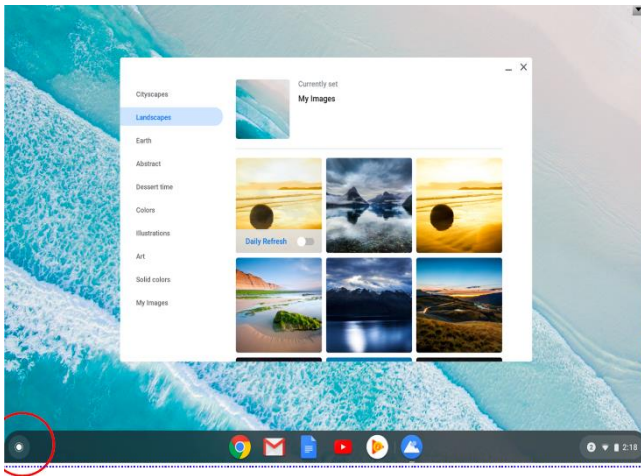 Currently set
My Images
Cityscapes
Landscapes
Earth
Abstract
Dessert time
Colors
Illustrations
Art
Solid colors
My Images
Daily Refresh
2
2:18